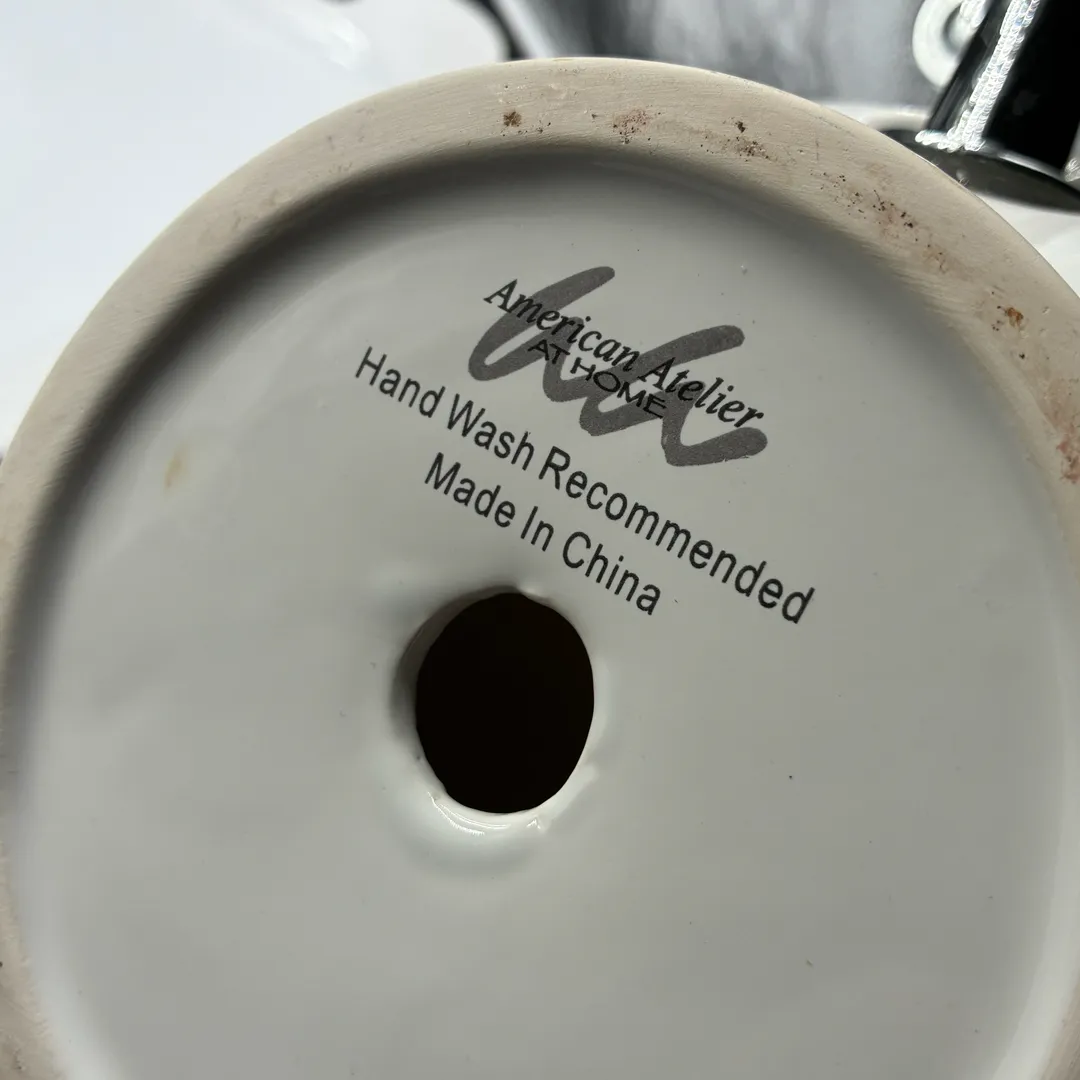 American Atelier
AT HOME
Hand Wash Recommended
Made In China